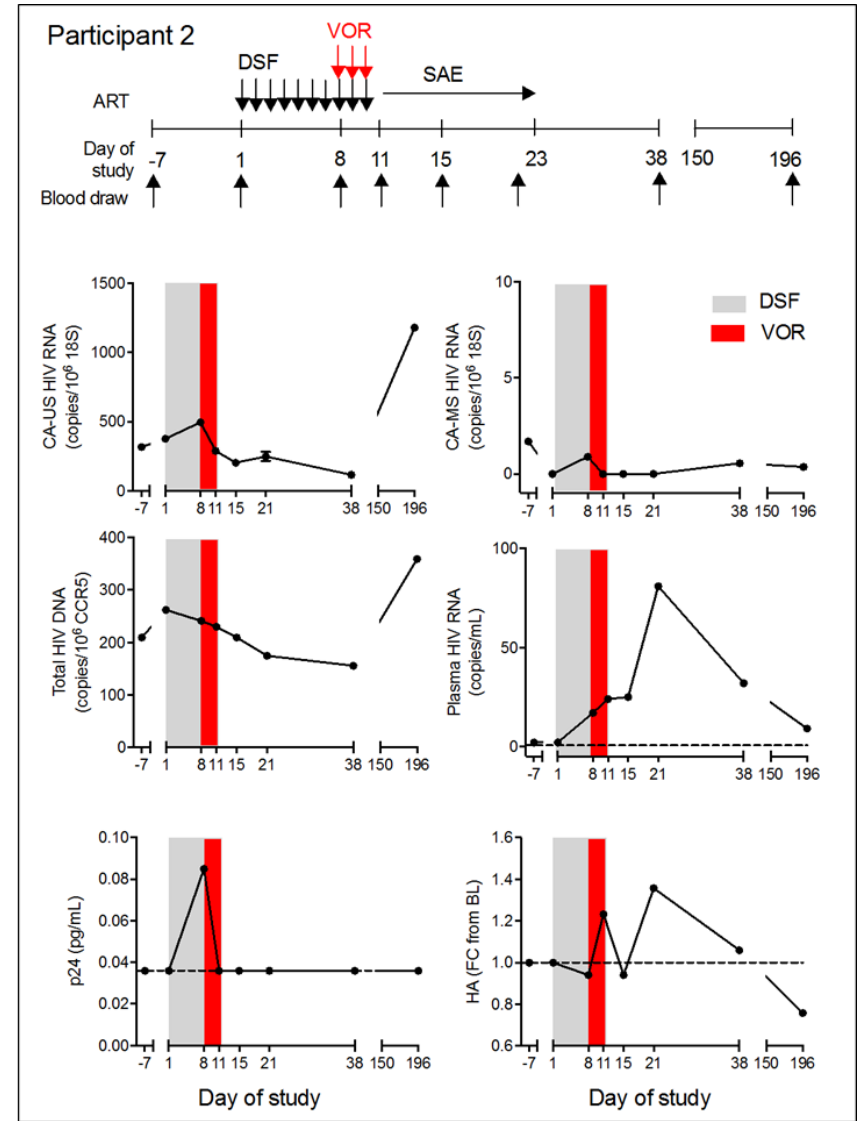 Participant 2
VOR
DSF
SAE
ART
Day of study
-7 1 8 11 15 23 38 150 196
Blood draw
CA-US HIV RNA
(copies/10⁶ 18S)
1500
1000
500
0
-7 1 8 11 15 21 38 150 196
CA-MS HIV RNA
(copies/10⁶ 18S)
10
5
0
-7 1 8 11 15 21 38 150 196
DSF
VOR
Total HIV DNA
(copies/10⁶ CCR5)
400
300
200
100
0
-7 1 8 11 15 21 38 150 196
Plasma HIV RNA
(copies/mL)
100
50
0
-7 1 8 11 15 21 38 150 196
p24 (pg/mL)
0.10
0.08
0.06
0.04
0.02
0.00
-7 1 8 11 15 21 38 150 196
Day of study
HA (FC from BL)
1.6
1.4
1.2
1.0
0.8
0.6
-7 1 8 11 15 21 38 150 196
Day of study